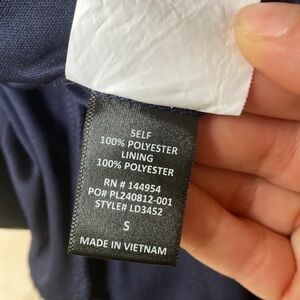 SELF
100% POLYESTER
LINING
100% POLYESTER
RN # 144954
PO# PL240812-001
STYLE# LD3452
S
MADE IN VIETNAM